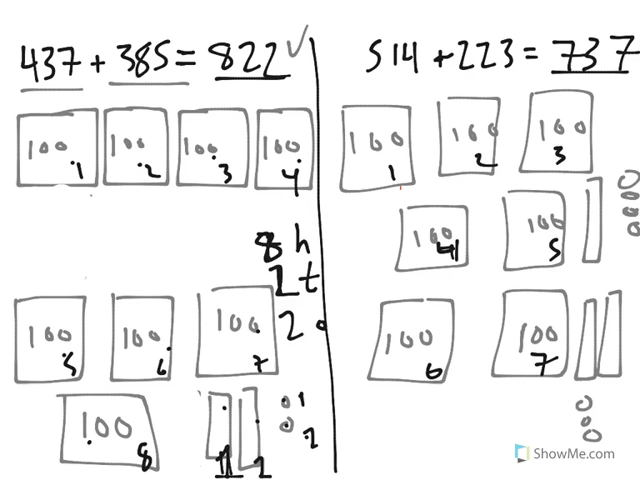 437 + 385 = 822 ✓
100 .1 100 .2 100 .3 100 .4
8 h
2 t
2 o
100 5 100 6 100 7
100 8 1 2 1 2
514 + 223 = 737
100 1 100 2 100 3
100 4 100 5
100 6 100 7
ShowMe.com